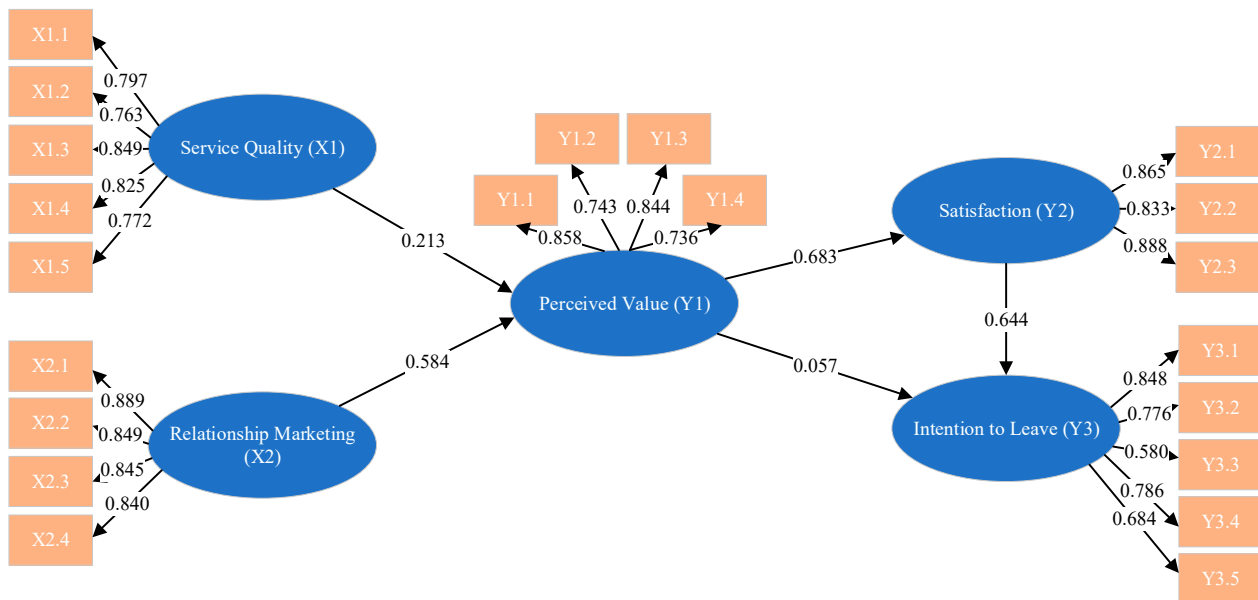 X1.1
X1.2
X1.3
X1.4
X1.5
0.797
0.763
0.849
0.825
0.772
Service Quality (X1)
0.213
X2.1
X2.2
X2.3
X2.4
0.889
0.849
0.845
0.840
Relationship Marketing
(X2)
0.584
Y1.1
Y1.2
Y1.3
Y1.4
0.858
0.743
0.844
0.736
Perceived Value (Y1)
0.683
0.057
Satisfaction (Y2)
0.865
0.833
0.888
Y2.1
Y2.2
Y2.3
0.644
Intention to Leave (Y3)
0.848
0.776
0.580
0.786
0.684
Y3.1
Y3.2
Y3.3
Y3.4
Y3.5